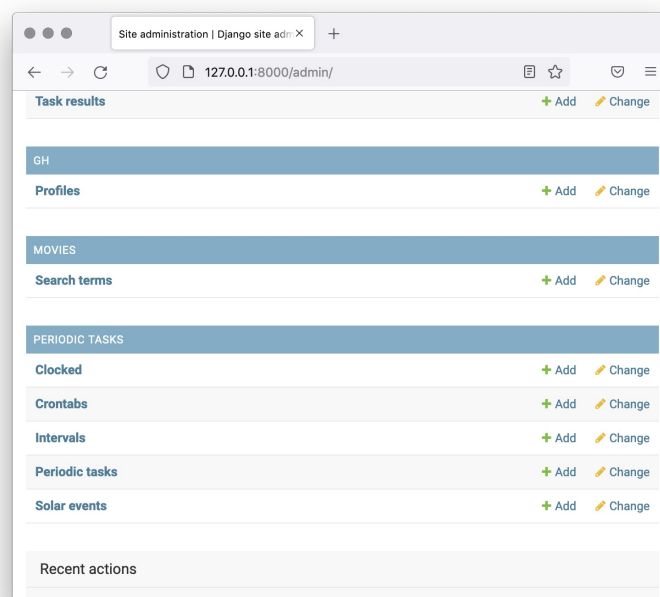 Site administration | Django site adm
127.0.0.1:8000/admin/
Task results Add Change
GH
Profiles Add Change
MOVIES
Search terms Add Change
PERIODIC TASKS
Clocked Add Change
Crontabs Add Change
Intervals Add Change
Periodic tasks Add Change
Solar events Add Change
Recent actions